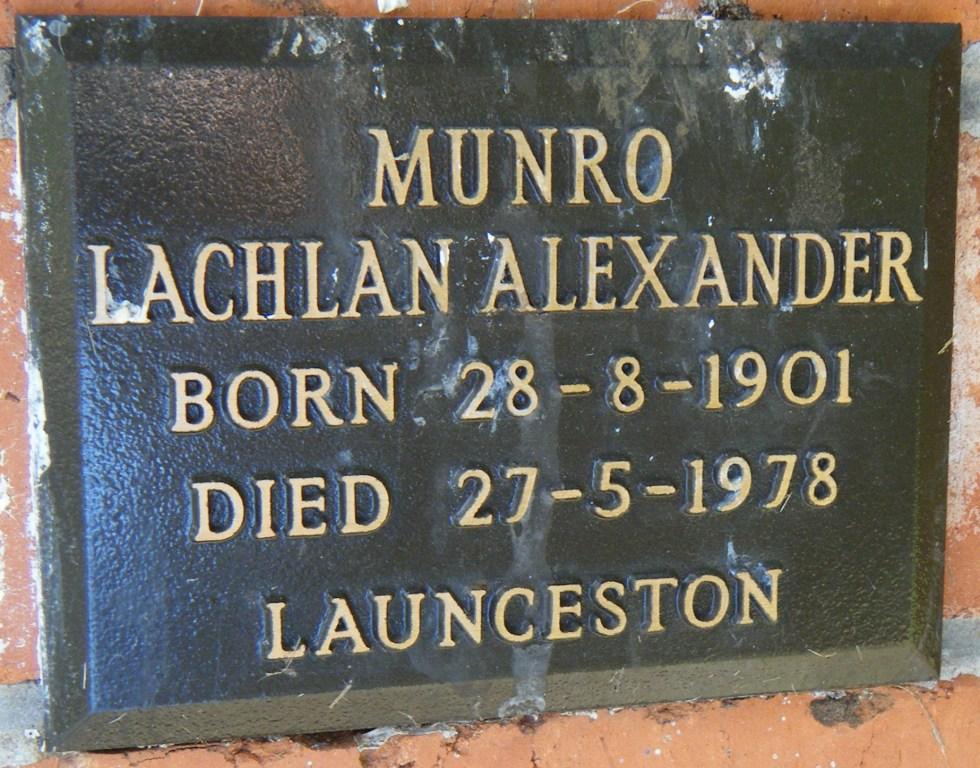 MUNRO
LACHLAN ALEXANDER
BORN 28-8-1901
DIED 27-5-1978
LAUNCESTON